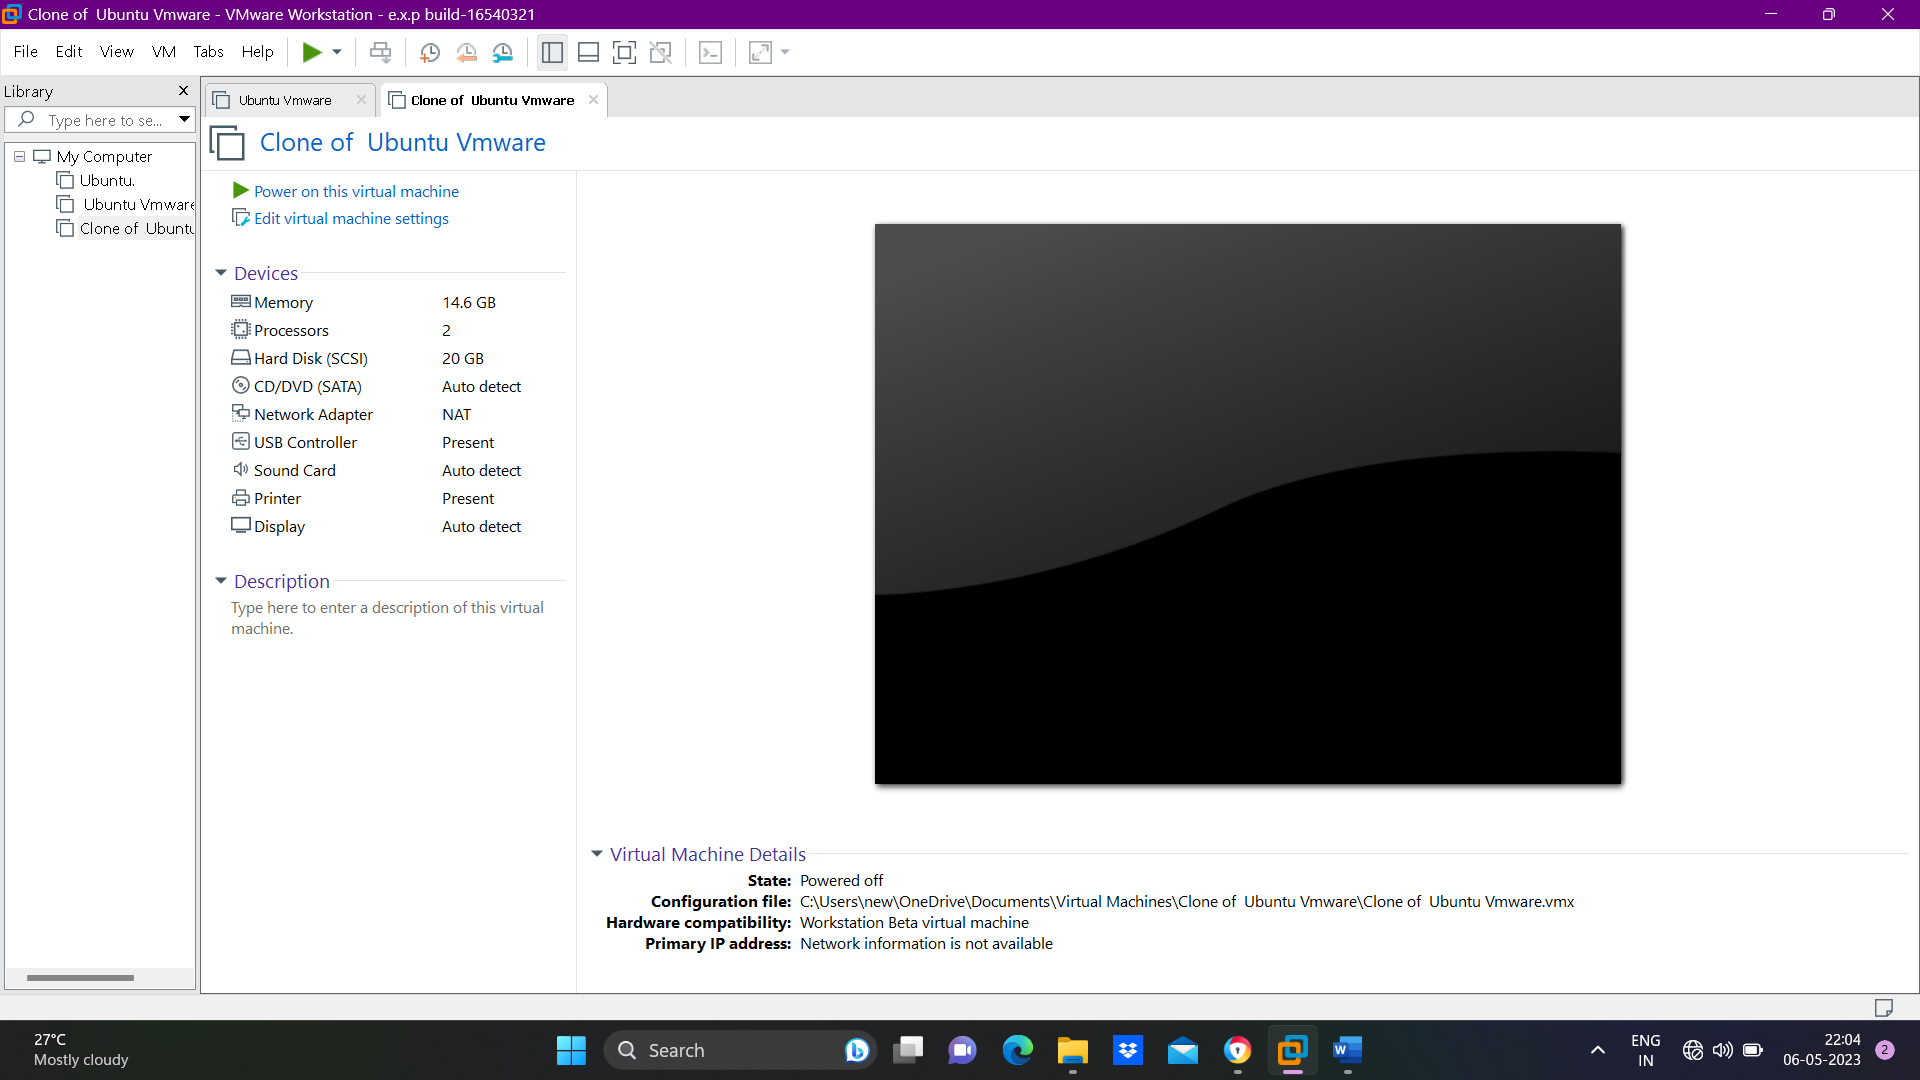 Clone of  Ubuntu Vmware - VMware Workstation - e.x.p build-16540321
File Edit View VM Tabs Help
Library
Type here to se...
My Computer
Ubuntu.
Ubuntu Vmware
Clone of  Ubuntu
Ubuntu Vmware
Clone of  Ubuntu Vmware
Clone of  Ubuntu Vmware
Power on this virtual machine
Edit virtual machine settings
Devices
Memory 14.6 GB
Processors 2
Hard Disk (SCSI) 20 GB
CD/DVD (SATA) Auto detect
Network Adapter NAT
USB Controller Present
Sound Card Auto detect
Printer Present
Display Auto detect
Description
Type here to enter a description of this virtual
machine.
Virtual Machine Details
State: Powered off
Configuration file: C:\Users\new\OneDrive\Documents\Virtual Machines\Clone of  Ubuntu Vmware\Clone of  Ubuntu Vmware.vmx
Hardware compatibility: Workstation Beta virtual machine
Primary IP address: Network information is not available
27°C
Mostly cloudy
Search
W
ENG
IN
22:04
06-05-2023
2